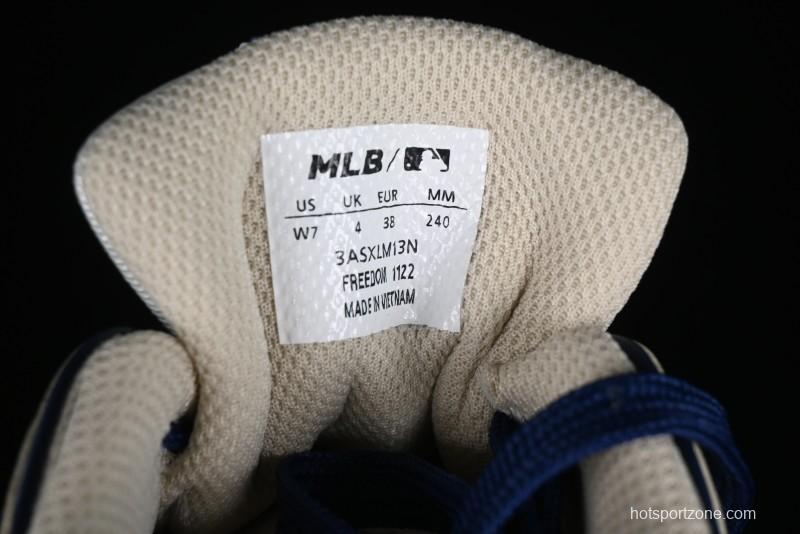 MLB/
US UK EUR MM
W7 4 38 240
3ASXLM13N
FREEDOM 1122
MADE IN VIETNAM
hotsportzone.com/